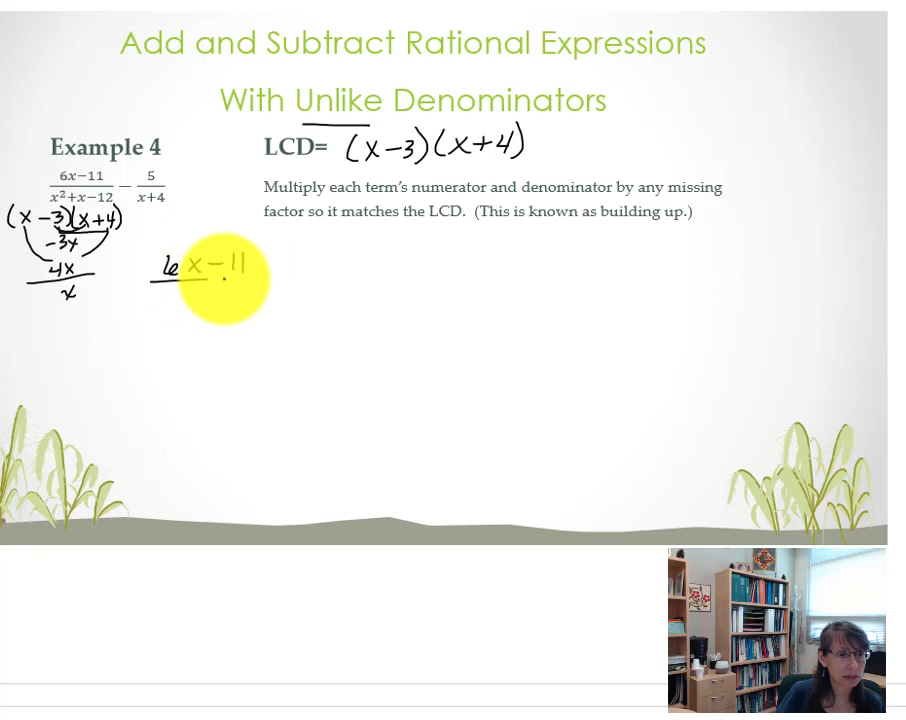 Add and Subtract Rational Expressions
With Unlike Denominators
Example 4
LCD= (x-3)(x+4)
6x−11 / x²+x−12 − 5 / x+4
Multiply each term's numerator and denominator by any missing
factor so it matches the LCD. (This is known as building up.)
(x-3)(x+4)
-3x
4x
x
6x-11